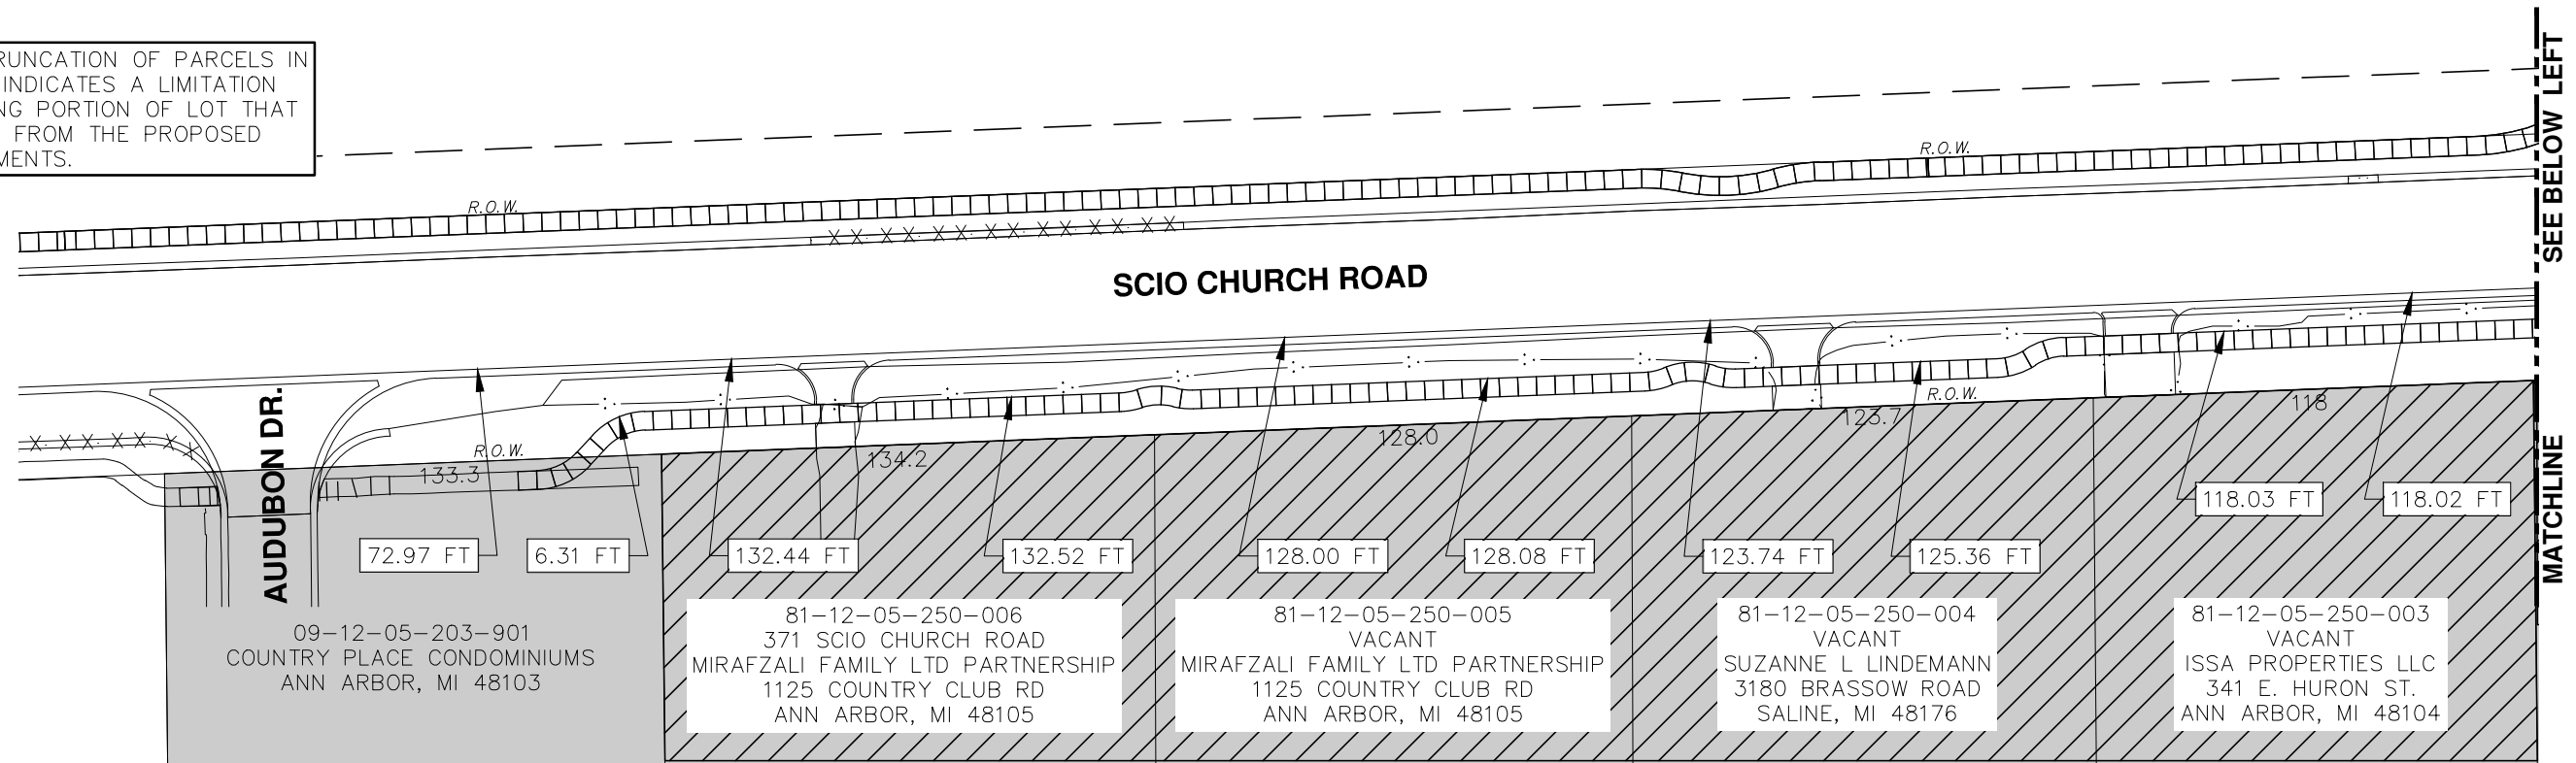 RUNCATION OF PARCELS IN
INDICATES A LIMITATION
NG PORTION OF LOT THAT
FROM THE PROPOSED
MENTS.
R.O.W.
R.O.W.
SCIO CHURCH ROAD
SEE BELOW LEFT
MATCHLINE
AUDUBON DR.
R.O.W.
R.O.W.
133.3
134.2
128.0
123.7
118
72.97 FT
6.31 FT
132.44 FT
132.52 FT
128.00 FT
128.08 FT
123.74 FT
125.36 FT
118.03 FT
118.02 FT
09-12-05-203-901
COUNTRY PLACE CONDOMINIUMS
ANN ARBOR, MI 48103
81-12-05-250-006
371 SCIO CHURCH ROAD
MIRAFZALI FAMILY LTD PARTNERSHIP
1125 COUNTRY CLUB RD
ANN ARBOR, MI 48105
81-12-05-250-005
VACANT
MIRAFZALI FAMILY LTD PARTNERSHIP
1125 COUNTRY CLUB RD
ANN ARBOR, MI 48105
81-12-05-250-004
VACANT
SUZANNE L LINDEMANN
3180 BRASSOW ROAD
SALINE, MI 48176
81-12-05-250-003
VACANT
ISSA PROPERTIES LLC
341 E. HURON ST.
ANN ARBOR, MI 48104